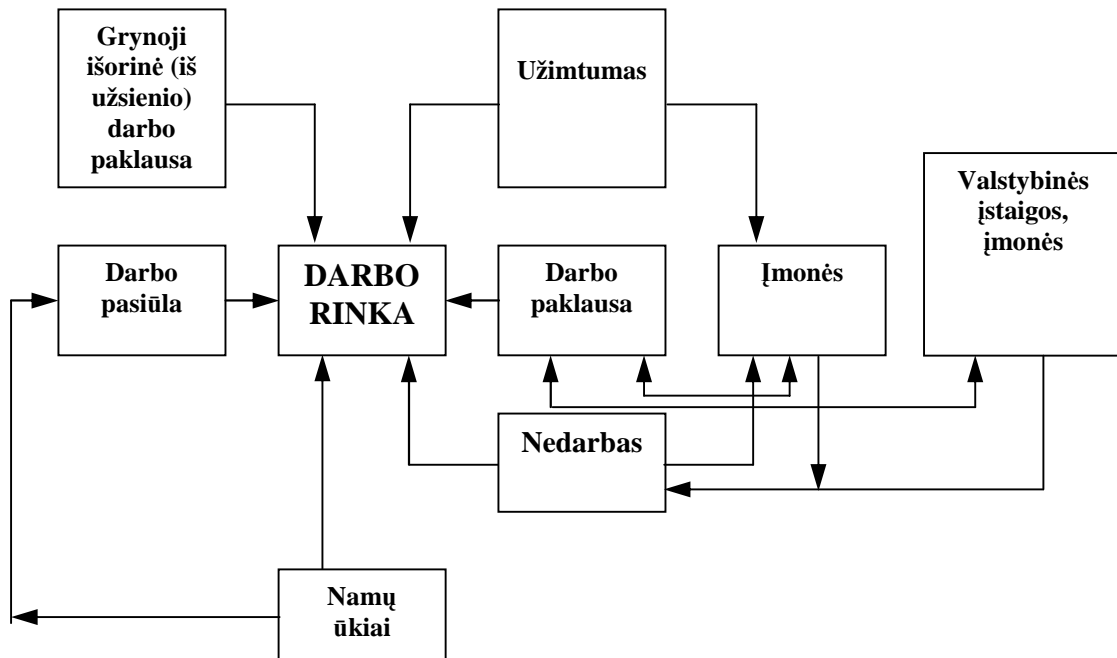 Grynoji
išorinė (iš
užsienio)
darbo
paklausa
Užimtumas
Valstybinės
įstaigos,
įmonės
Darbo
pasiūla
DARBO
RINKA
Darbo
paklausa
Įmonės
Nedarbas
Namų
ūkiai